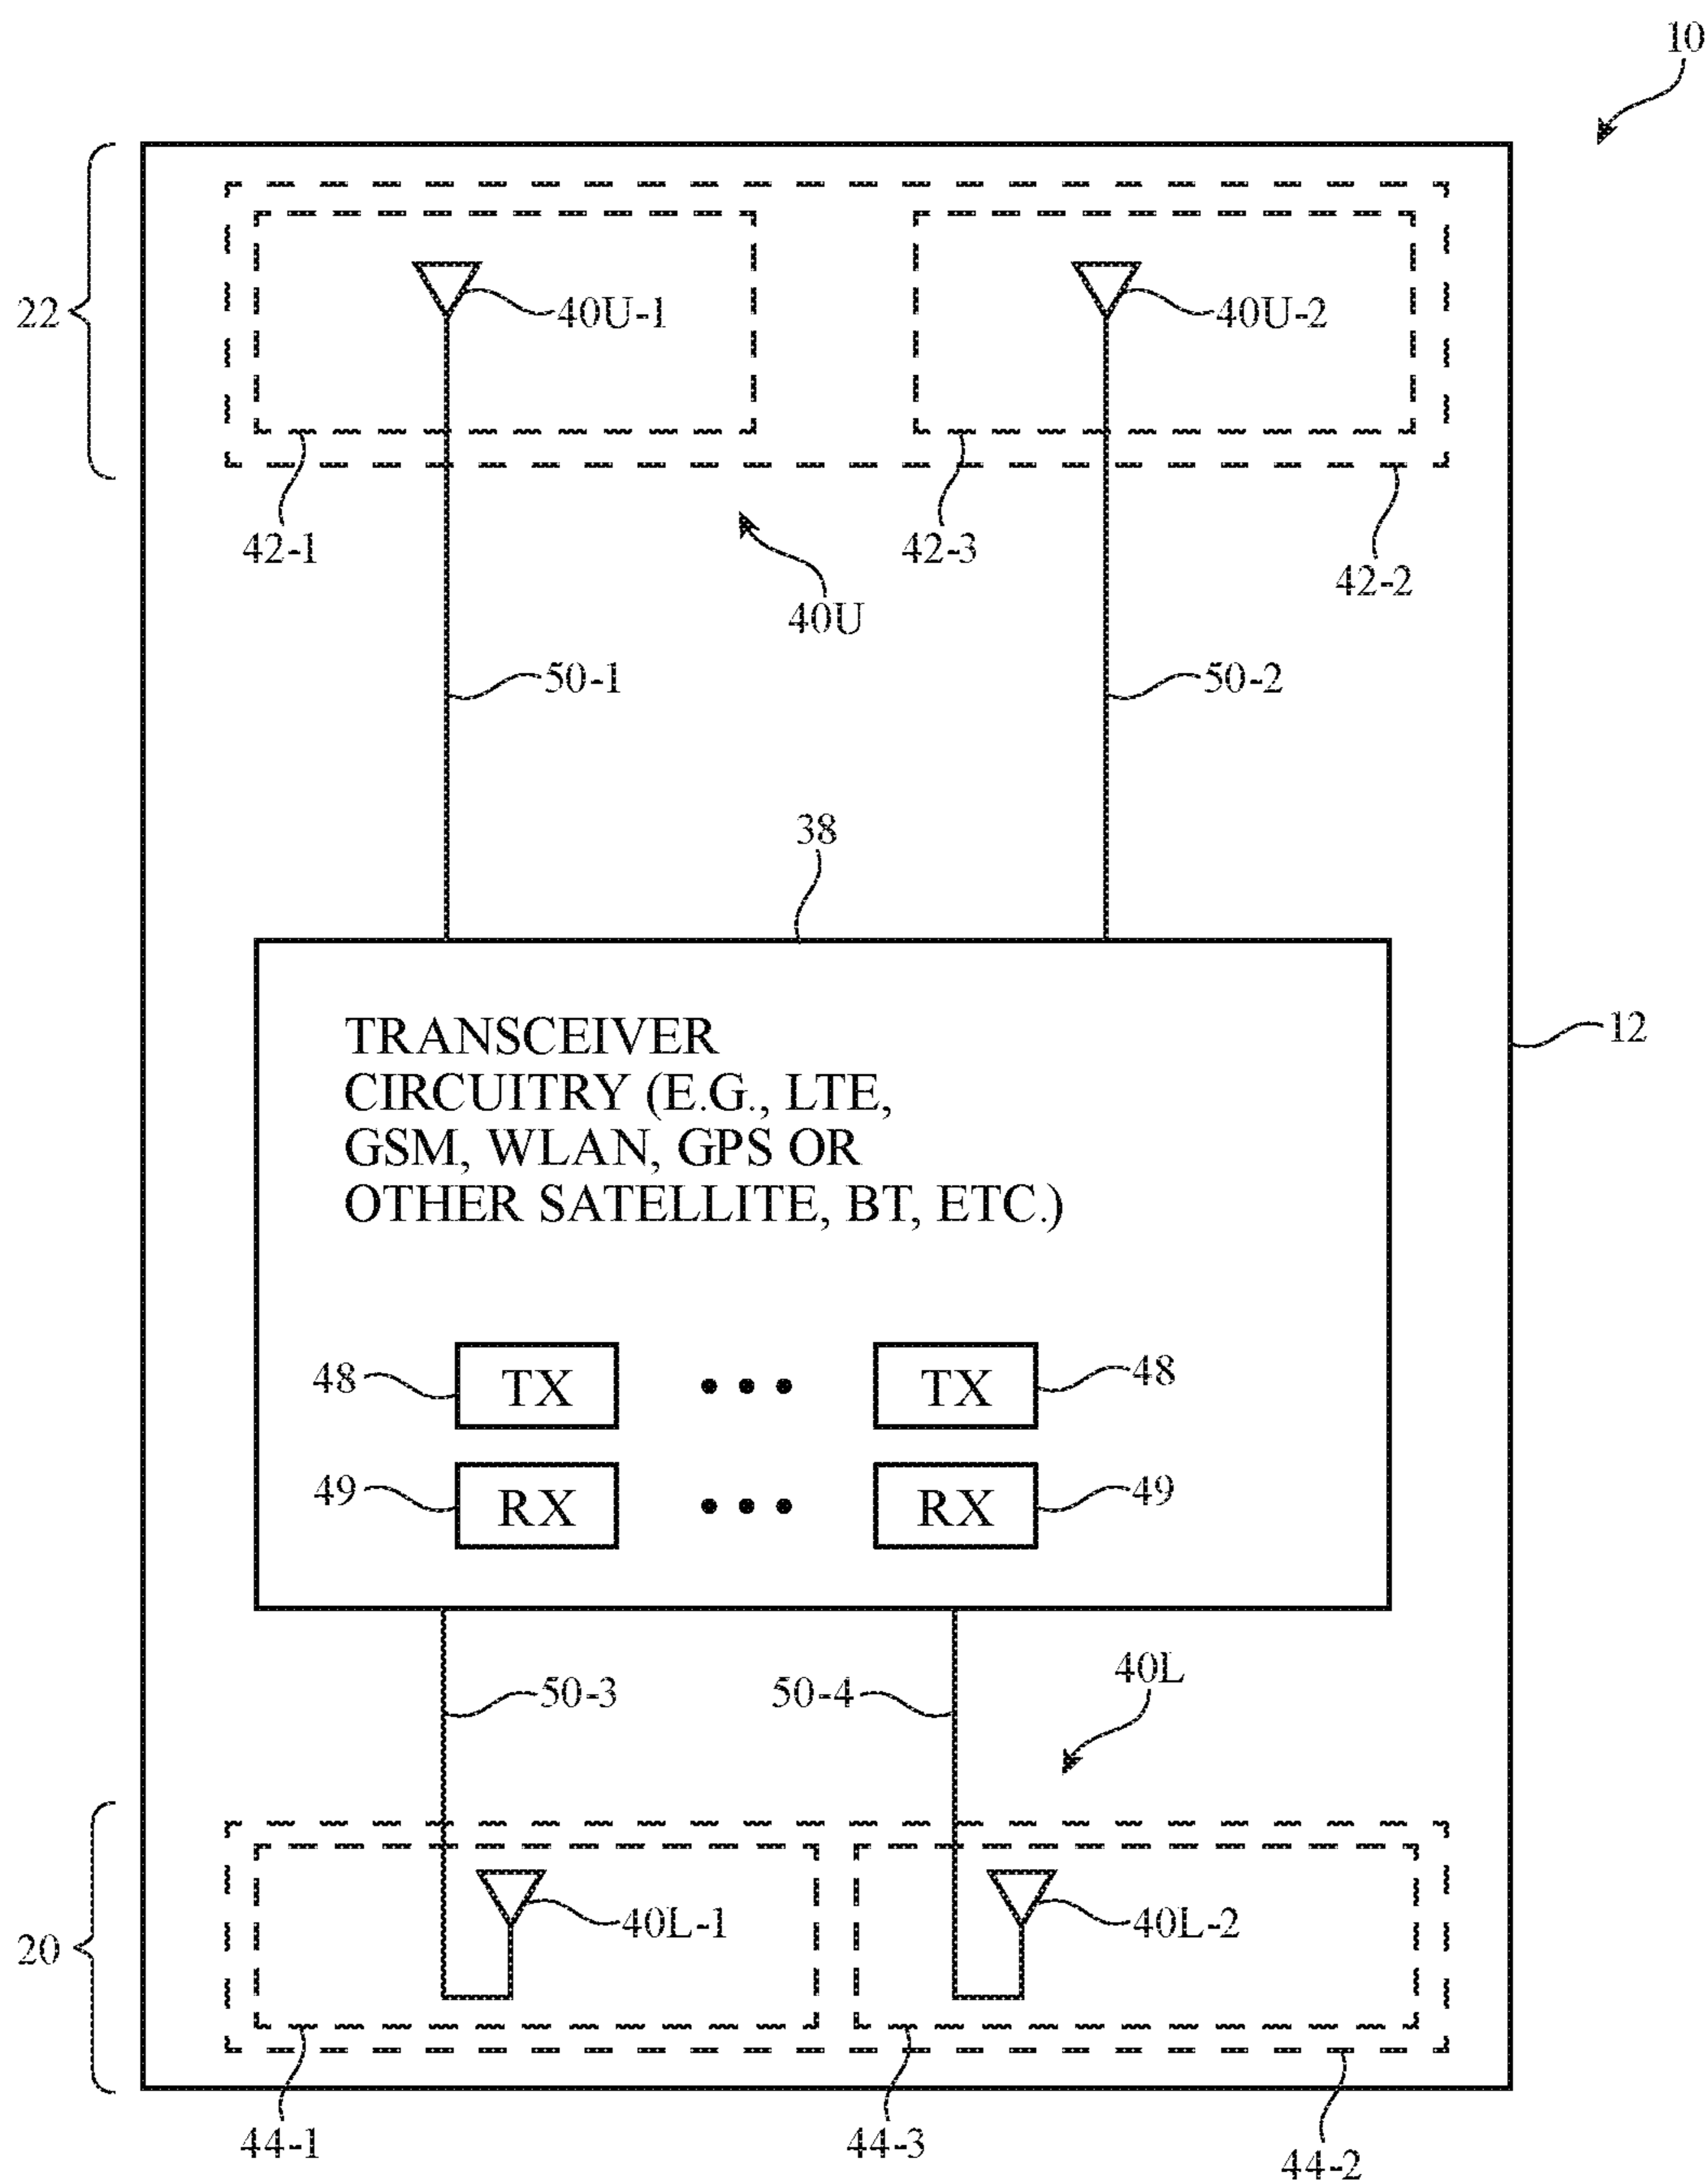 10
22
40U-1
40U-2
42-1
42-3
42-2
40U
50-1
50-2
38
12
TRANSCEIVER
CIRCUITRY (E.G., LTE,
GSM, WLAN, GPS OR
OTHER SATELLITE, BT, ETC.)
48
TX
TX
48
49
RX
RX
49
40L
50-3
50-4
20
40L-1
40L-2
44-1
44-3
44-2